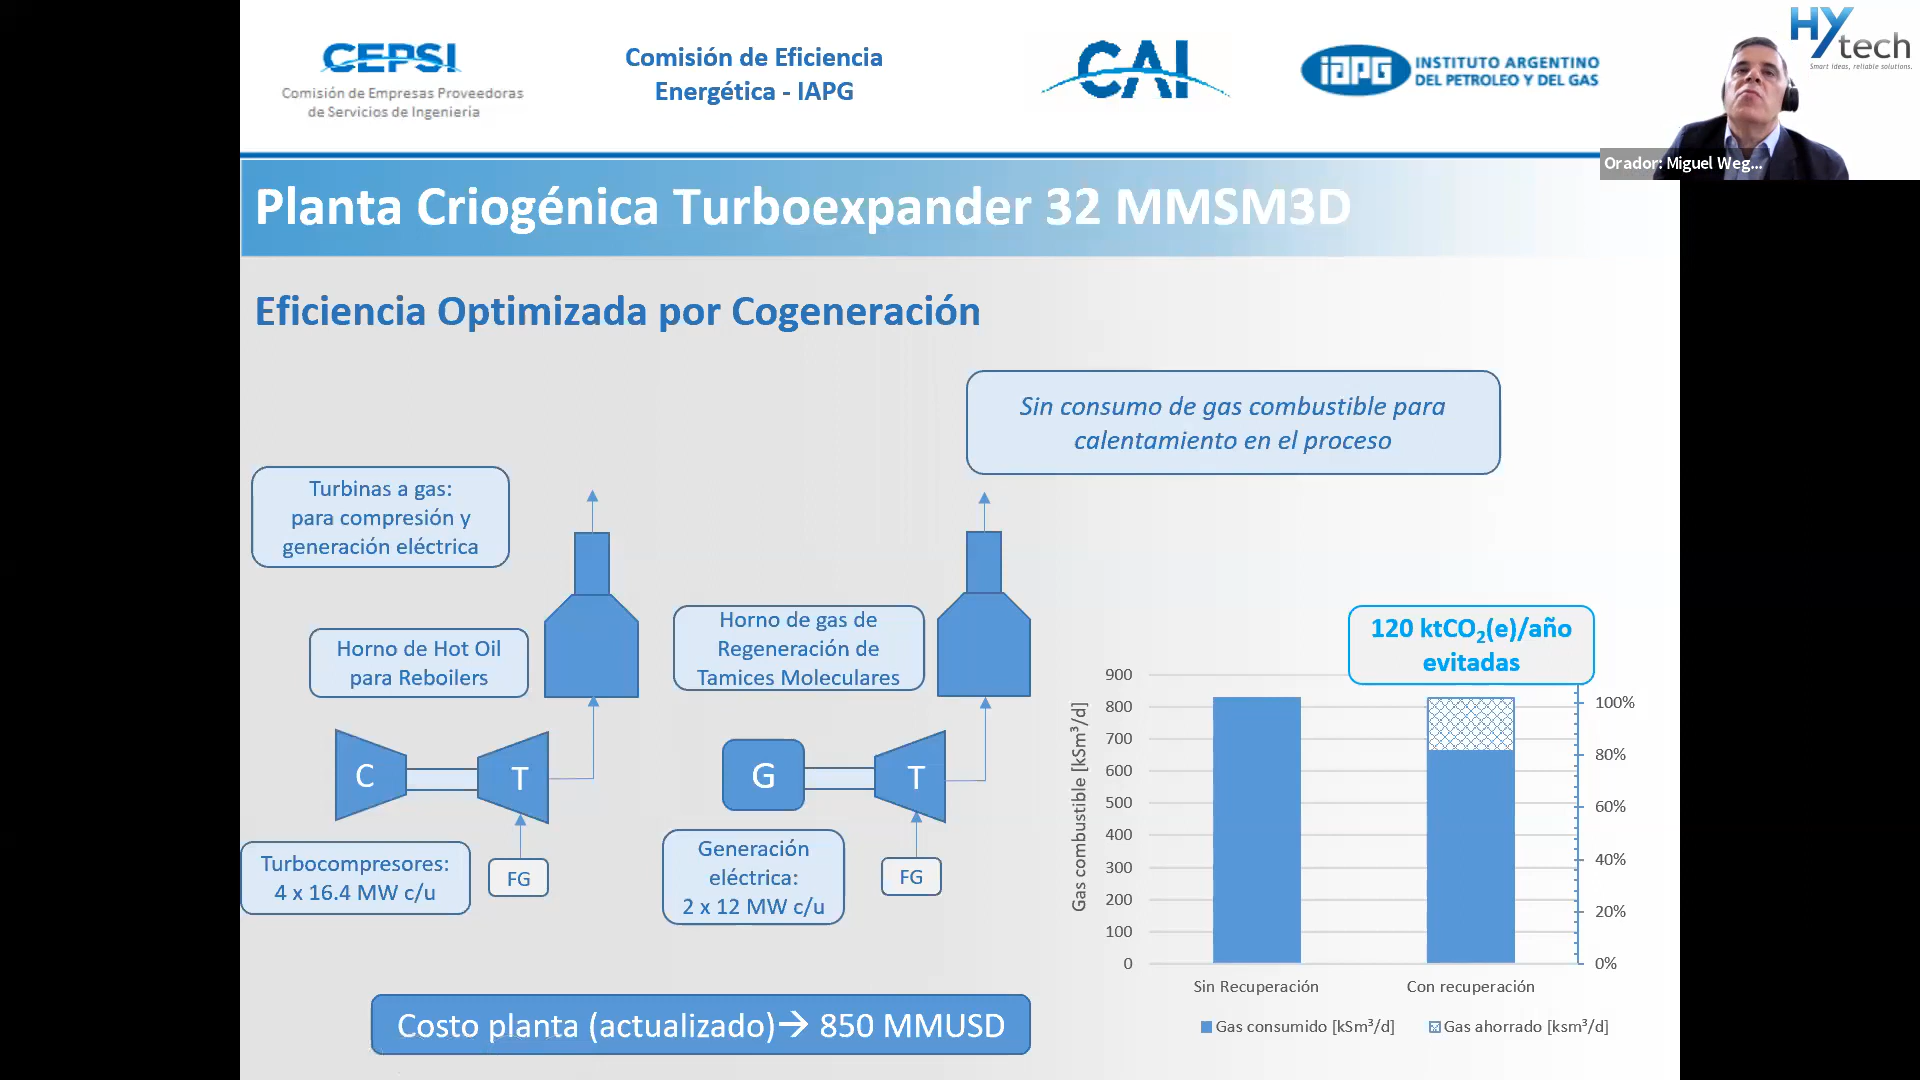 CEPSI
Comisión de Empresas Proveedoras
de Servicios de Ingeniería
Comisión de Eficiencia
Energética - IAPG
CAI
iAPG
INSTITUTO ARGENTINO
DEL PETROLEO Y DEL GAS
HYtech
Smart ideas, reliable solutions.
Orador: Miguel Weg...
Planta Criogénica Turboexpander 32 MMSM3D
Eficiencia Optimizada por Cogeneración
Sin consumo de gas combustible para
calentamiento en el proceso
Turbinas a gas:
para compresión y
generación eléctrica
Horno de Hot Oil
para Reboilers
Horno de gas de
Regeneración de
Tamices Moleculares
C
T
G
T
Turbocompresores:
4 x 16.4 MW c/u
FG
Generación
eléctrica:
2 x 12 MW c/u
FG
120 ktCO₂(e)/año
evitadas
Gas combustible [kSm³/d]
900
800
700
600
500
400
300
200
100
0
100%
80%
60%
40%
20%
0%
Sin Recuperación
Con recuperación
Gas consumido [kSm³/d]
Gas ahorrado [ksm³/d]
Costo planta (actualizado)→ 850 MMUSD